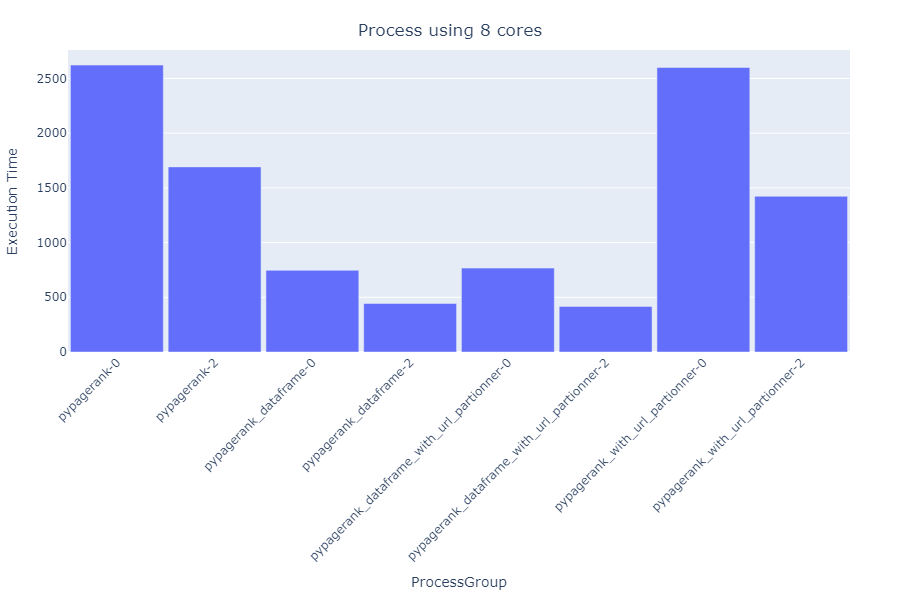 Process using 8 cores
Execution Time
2500
2000
1500
1000
500
0
pypagerank-0
pypagerank-2
pypagerank_dataframe-0
pypagerank_dataframe-2
pypagerank_dataframe_with_url_partionner-0
pypagerank_dataframe_with_url_partionner-2
pypagerank_with_url_partionner-0
pypagerank_with_url_partionner-2
ProcessGroup